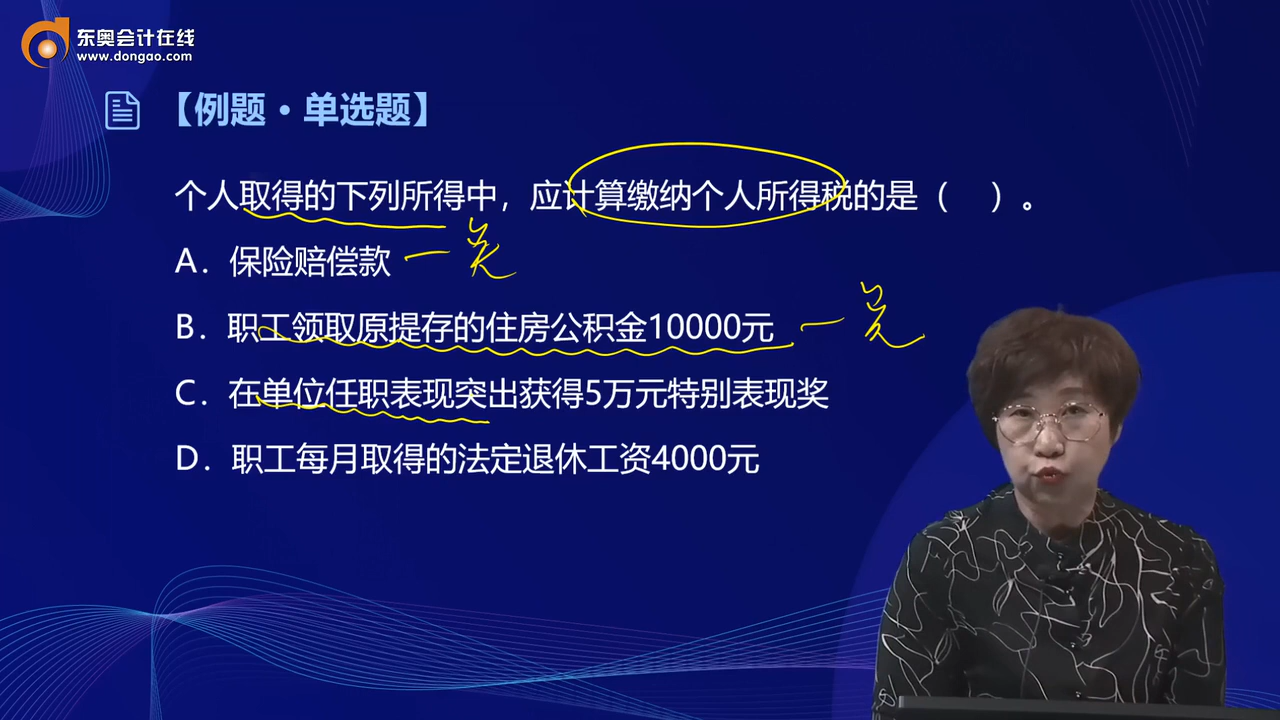 东奥会计在线
www.dongao.com
【例题·单选题】
个人取得的下列所得中，应计算缴纳个人所得税的是（ ）。
A．保险赔偿款 一免
B．职工领取原提存的住房公积金10000元 一免
C．在单位任职表现突出获得5万元特别表现奖
D．职工每月取得的法定退休工资4000元